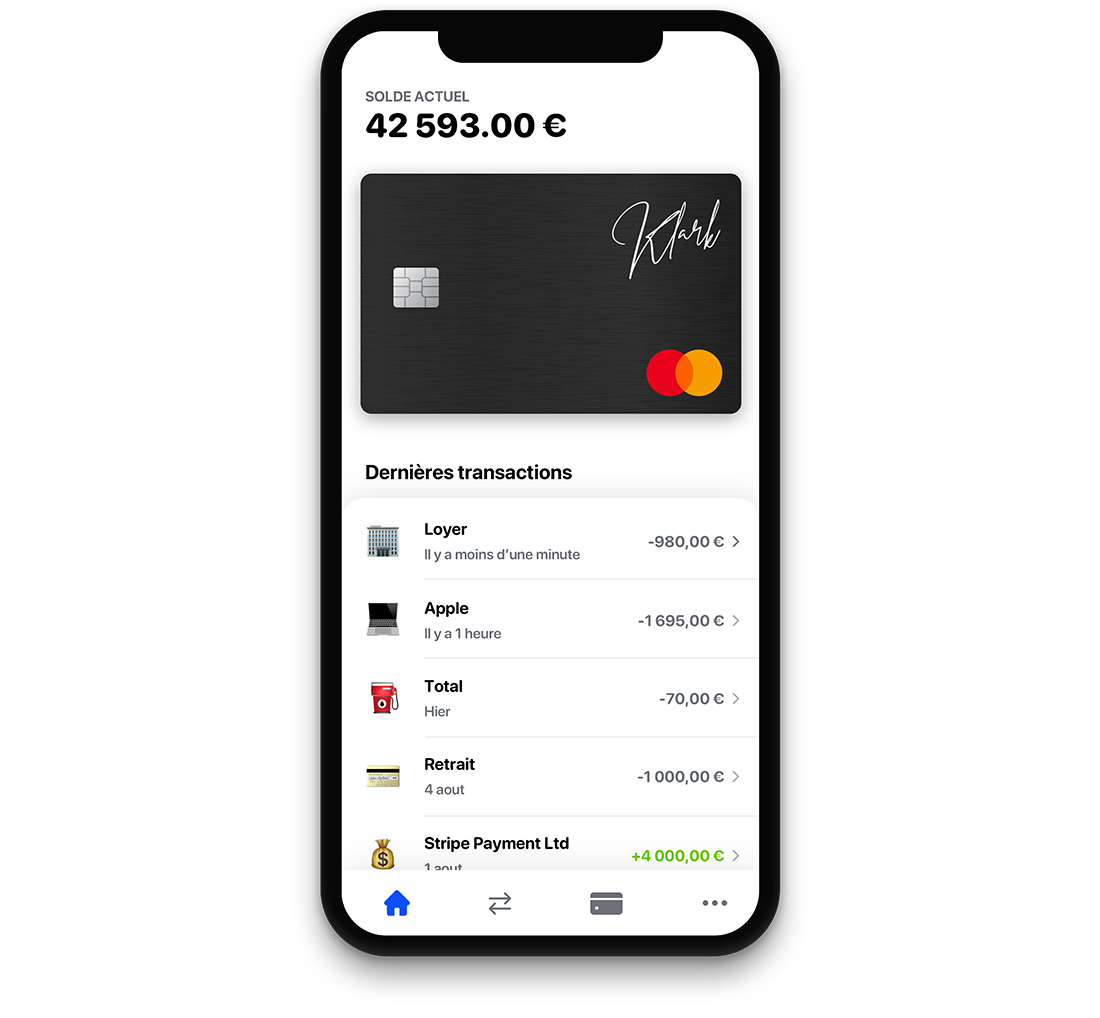 SOLDE ACTUEL
42 593.00 €
Klark
Dernières transactions
Loyer
Il y a moins d’une minute
-980,00 €
Apple
Il y a 1 heure
-1 695,00 €
Total
Hier
-70,00 €
Retrait
4 aout
-1 000,00 €
Stripe Payment Ltd
1 aout
+4 000,00 €